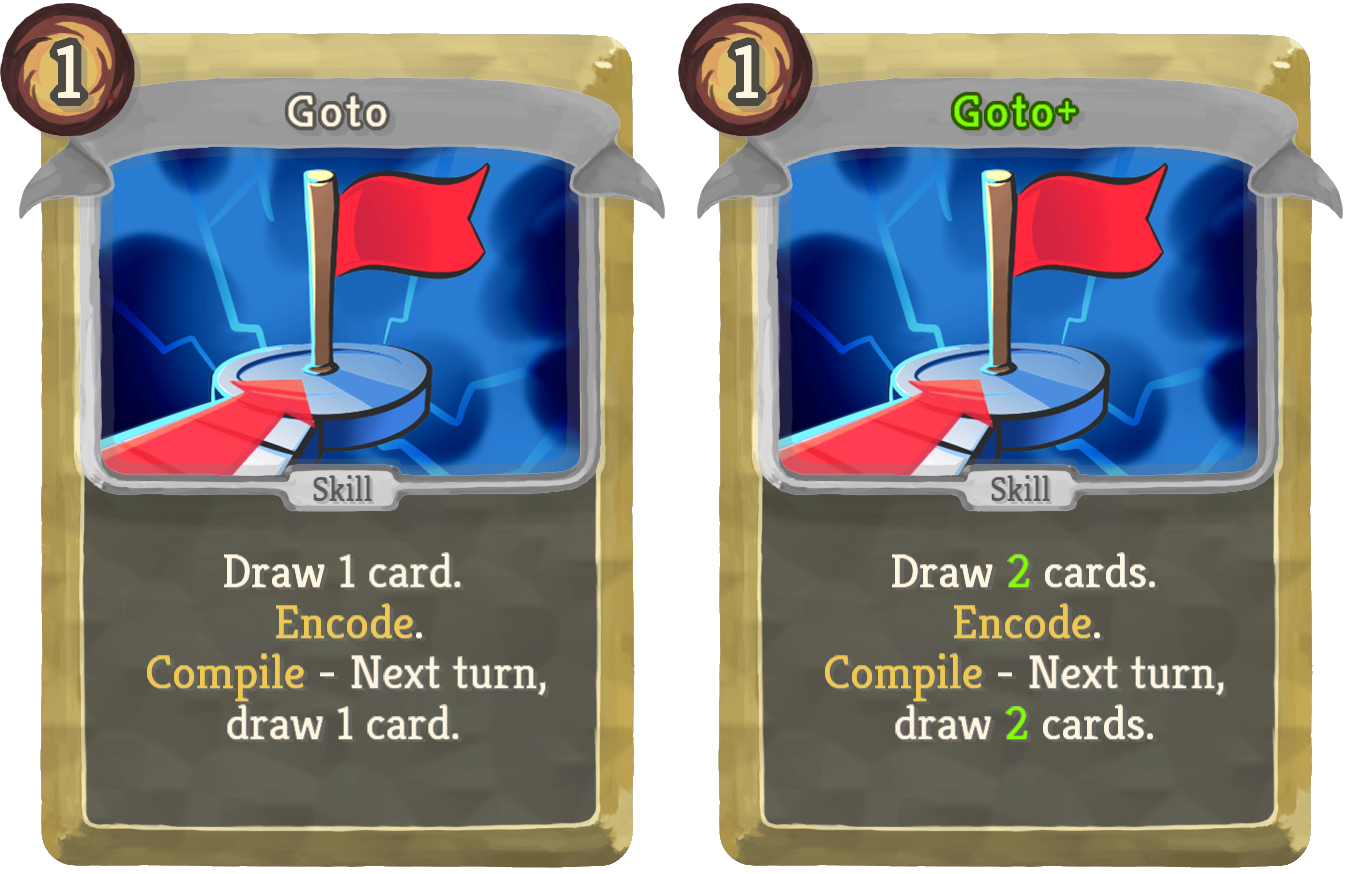 1
Goto
Skill
Draw 1 card.
Encode.
Compile - Next turn,
draw 1 card.
1
Goto+
Skill
Draw 2 cards.
Encode.
Compile - Next turn,
draw 2 cards.